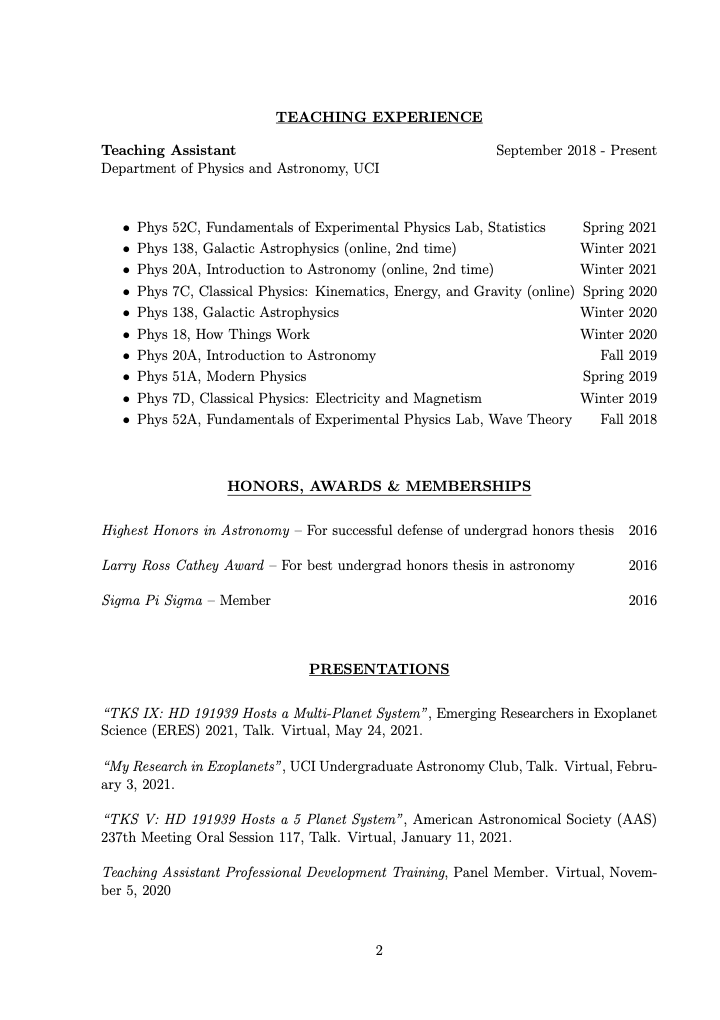 TEACHING EXPERIENCE
Teaching Assistant September 2018 - Present
Department of Physics and Astronomy, UCI
• Phys 52C, Fundamentals of Experimental Physics Lab, Statistics Spring 2021
• Phys 138, Galactic Astrophysics (online, 2nd time) Winter 2021
• Phys 20A, Introduction to Astronomy (online, 2nd time) Winter 2021
• Phys 7C, Classical Physics: Kinematics, Energy, and Gravity (online) Spring 2020
• Phys 138, Galactic Astrophysics Winter 2020
• Phys 18, How Things Work Winter 2020
• Phys 20A, Introduction to Astronomy Fall 2019
• Phys 51A, Modern Physics Spring 2019
• Phys 7D, Classical Physics: Electricity and Magnetism Winter 2019
• Phys 52A, Fundamentals of Experimental Physics Lab, Wave Theory Fall 2018
HONORS, AWARDS & MEMBERSHIPS
Highest Honors in Astronomy – For successful defense of undergrad honors thesis 2016
Larry Ross Cathey Award – For best undergrad honors thesis in astronomy 2016
Sigma Pi Sigma – Member 2016
PRESENTATIONS
“TKS IX: HD 191939 Hosts a Multi-Planet System”, Emerging Researchers in Exoplanet
Science (ERES) 2021, Talk. Virtual, May 24, 2021.
“My Research in Exoplanets”, UCI Undergraduate Astronomy Club, Talk. Virtual, Febru-
ary 3, 2021.
“TKS V: HD 191939 Hosts a 5 Planet System”, American Astronomical Society (AAS)
237th Meeting Oral Session 117, Talk. Virtual, January 11, 2021.
Teaching Assistant Professional Development Training, Panel Member. Virtual, Novem-
ber 5, 2020
2